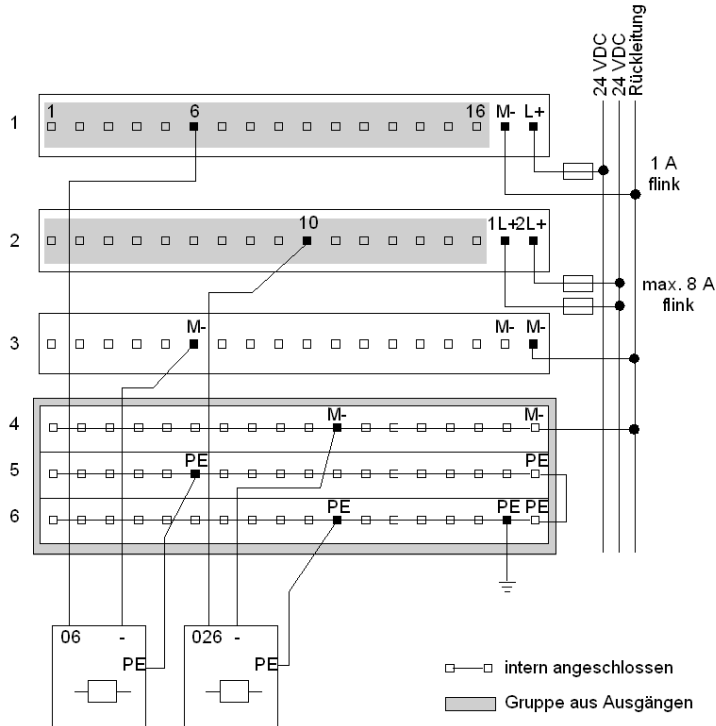 24 VDC
24 VDC
Rückleitung
1
1
6
16
M-
L+
1 A
flink
2
10
1L+
2L+
max. 8 A
flink
3
M-
M-
M-
4
M-
M-
5
PE
PE
6
PE
PE
PE
06
-
PE
026
-
PE
intern angeschlossen
Gruppe aus Ausgängen